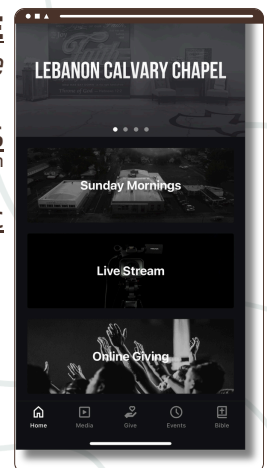 LEBANON CALVARY CHAPEL
Sunday Mornings
Live Stream
Online Giving
Home
Media
Give
Events
Bible